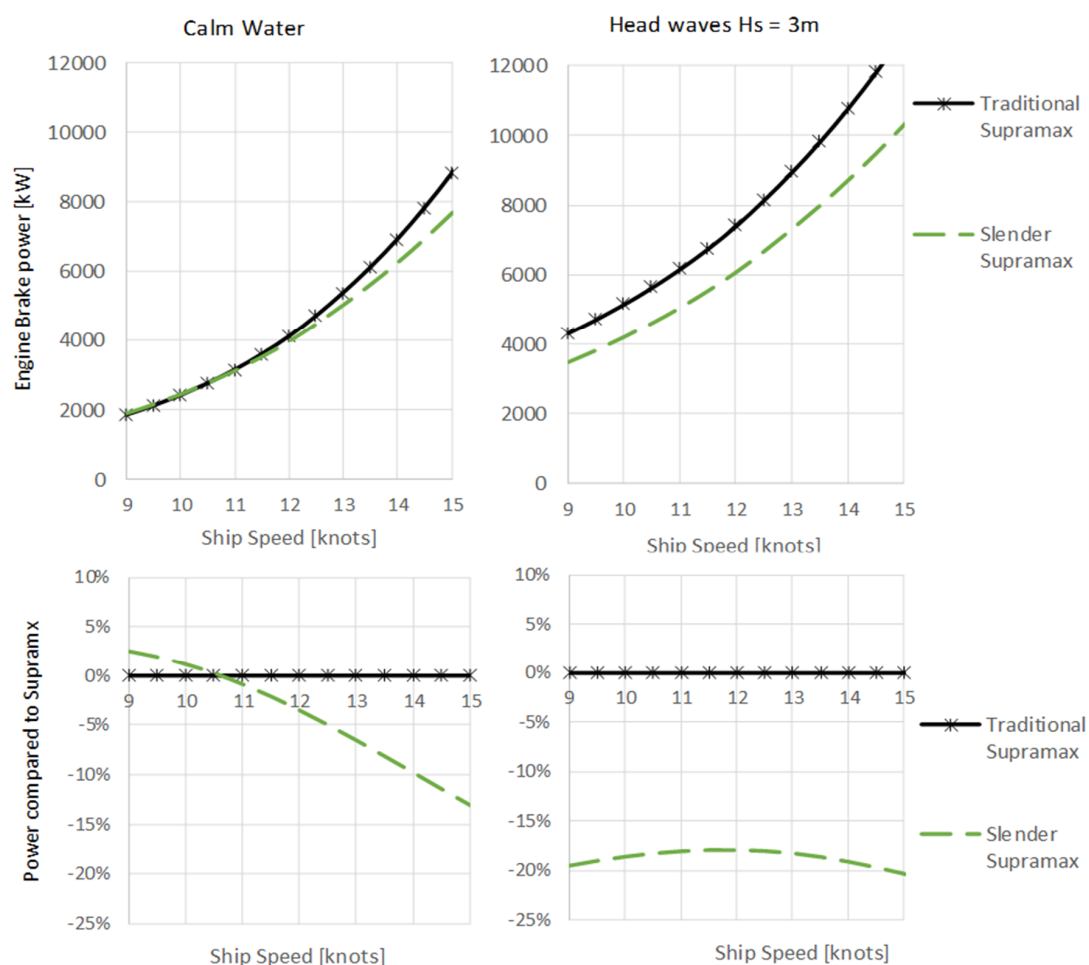 Calm Water
Head waves Hs = 3m
Engine Brake power [kW]
12000
10000
8000
6000
4000
2000
0
9 10 11 12 13 14 15
Ship Speed [knots]
12000
10000
8000
6000
4000
2000
0
9 10 11 12 13 14 15
Ship Speed [knots]
Traditional
Supramax
Slender
Supramax
Power compared to Supramx
10%
5%
0%
-5%
-10%
-15%
-20%
-25%
9 10 11 12 13 14 15
Ship Speed [knots]
10%
5%
0%
-5%
-10%
-15%
-20%
-25%
9 10 11 12 13 14 15
Ship Speed [knots]
Traditional
Supramax
Slender
Supramax